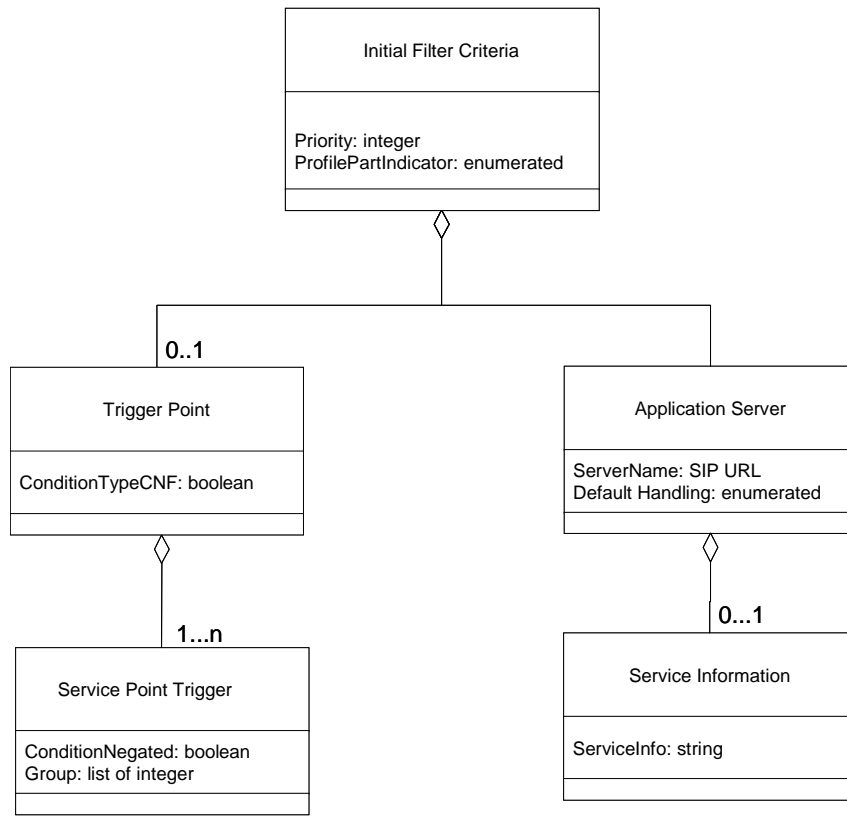 Initial Filter Criteria
Priority: integer
ProfilePartIndicator: enumerated
0..1
Trigger Point
ConditionTypeCNF: boolean
Application Server
ServerName: SIP URL
Default Handling: enumerated
1...n
0...1
Service Point Trigger
ConditionNegated: boolean
Group: list of integer
Service Information
ServiceInfo: string